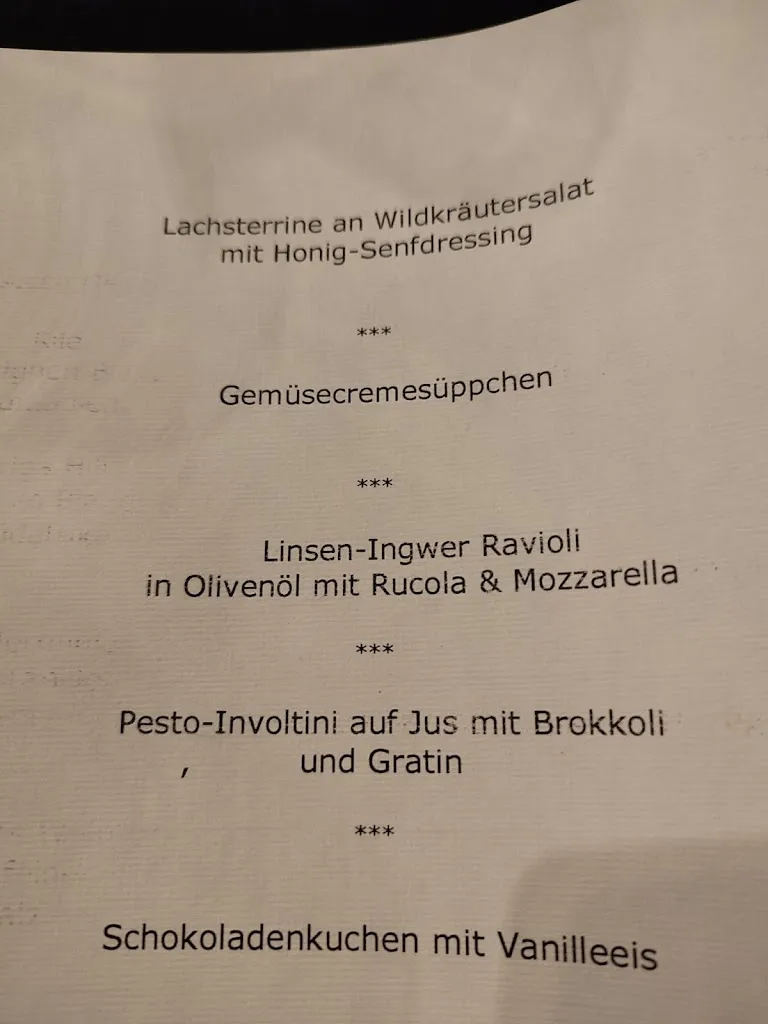 Lachsterrine an Wildkräutersalat
mit Honig-Senfdressing
***
Gemüsecremesüppchen
***
Linsen-Ingwer Ravioli
in Olivenöl mit Rucola & Mozzarella
***
Pesto-Involtini auf Jus mit Brokkoli
, und Gratin
***
Schokoladenkuchen mit Vanilleeis